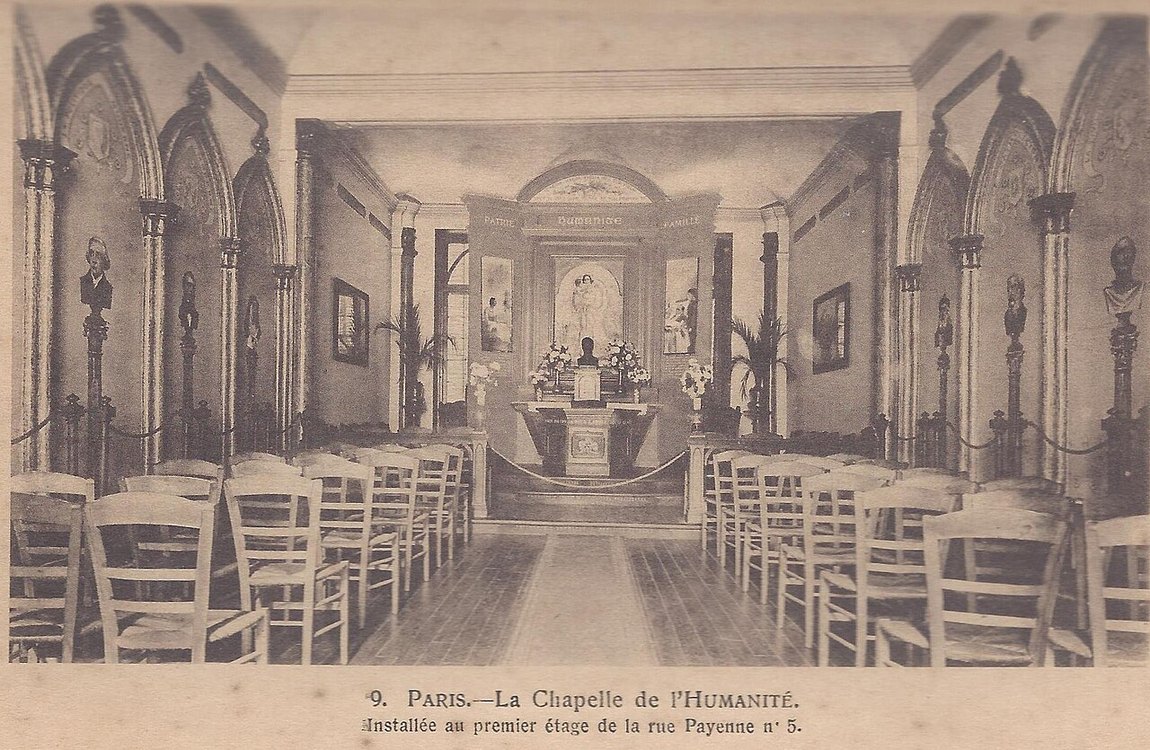 PATRIE HUMANITÉ FAMILLE
9. PARIS.—La Chapelle de l'HUMANITÉ.
Installée au premier étage de la rue Payenne n° 5.